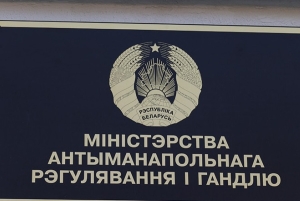 РЭСПУБЛІКА
БЕЛАРУСЬ
МІНІСТЭРСТВА
АНТЫМАНАПОЛЬНАГА
РЭГУЛЯВАННЯ І ГАНДЛЮ